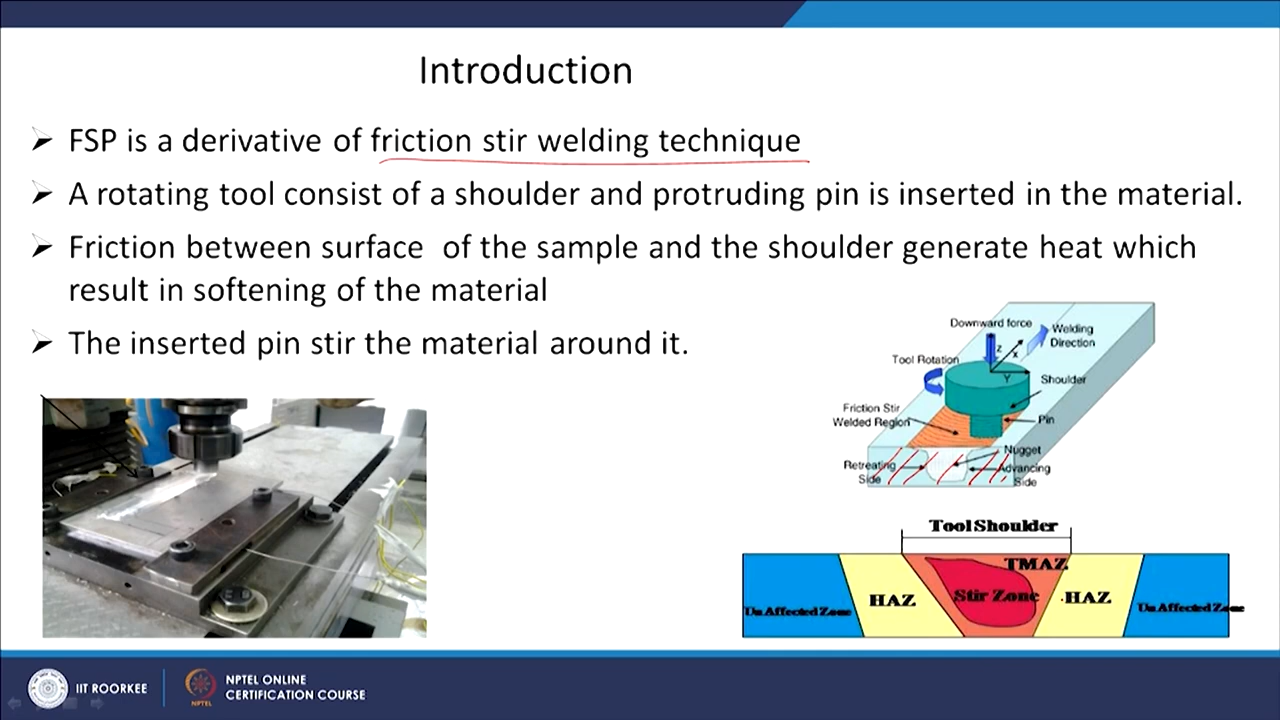 Introduction
FSP is a derivative of friction stir welding technique
A rotating tool consist of a shoulder and protruding pin is inserted in the material.
Friction between surface of the sample and the shoulder generate heat which
result in softening of the material
The inserted pin stir the material around it.
Downward force
Welding
Direction
z
x
Y
Tool Rotation
Shoulder
Friction Stir
Welded Region
Pin
Nugget
Retreating
Side
Advancing
Side
Tool Shoulder
TMAZ
HAZ
Stir Zone
HAZ
Un Affected Zone
Un Affected Zone
IIT ROORKEE
NPTEL
NPTEL ONLINE
CERTIFICATION COURSE